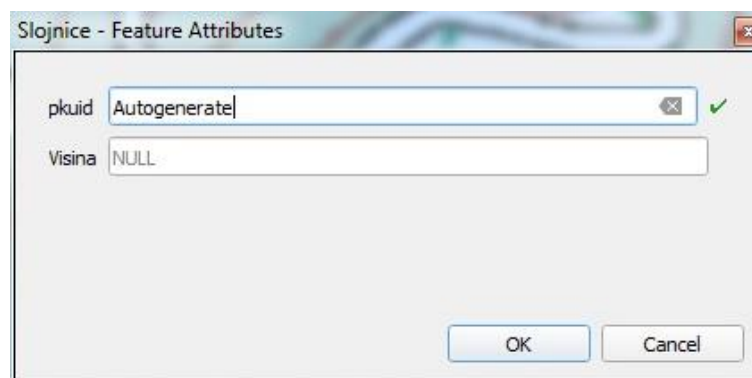 Slojnice - Feature Attributes
pkuid Autogenerate
Visina NULL
OK Cancel